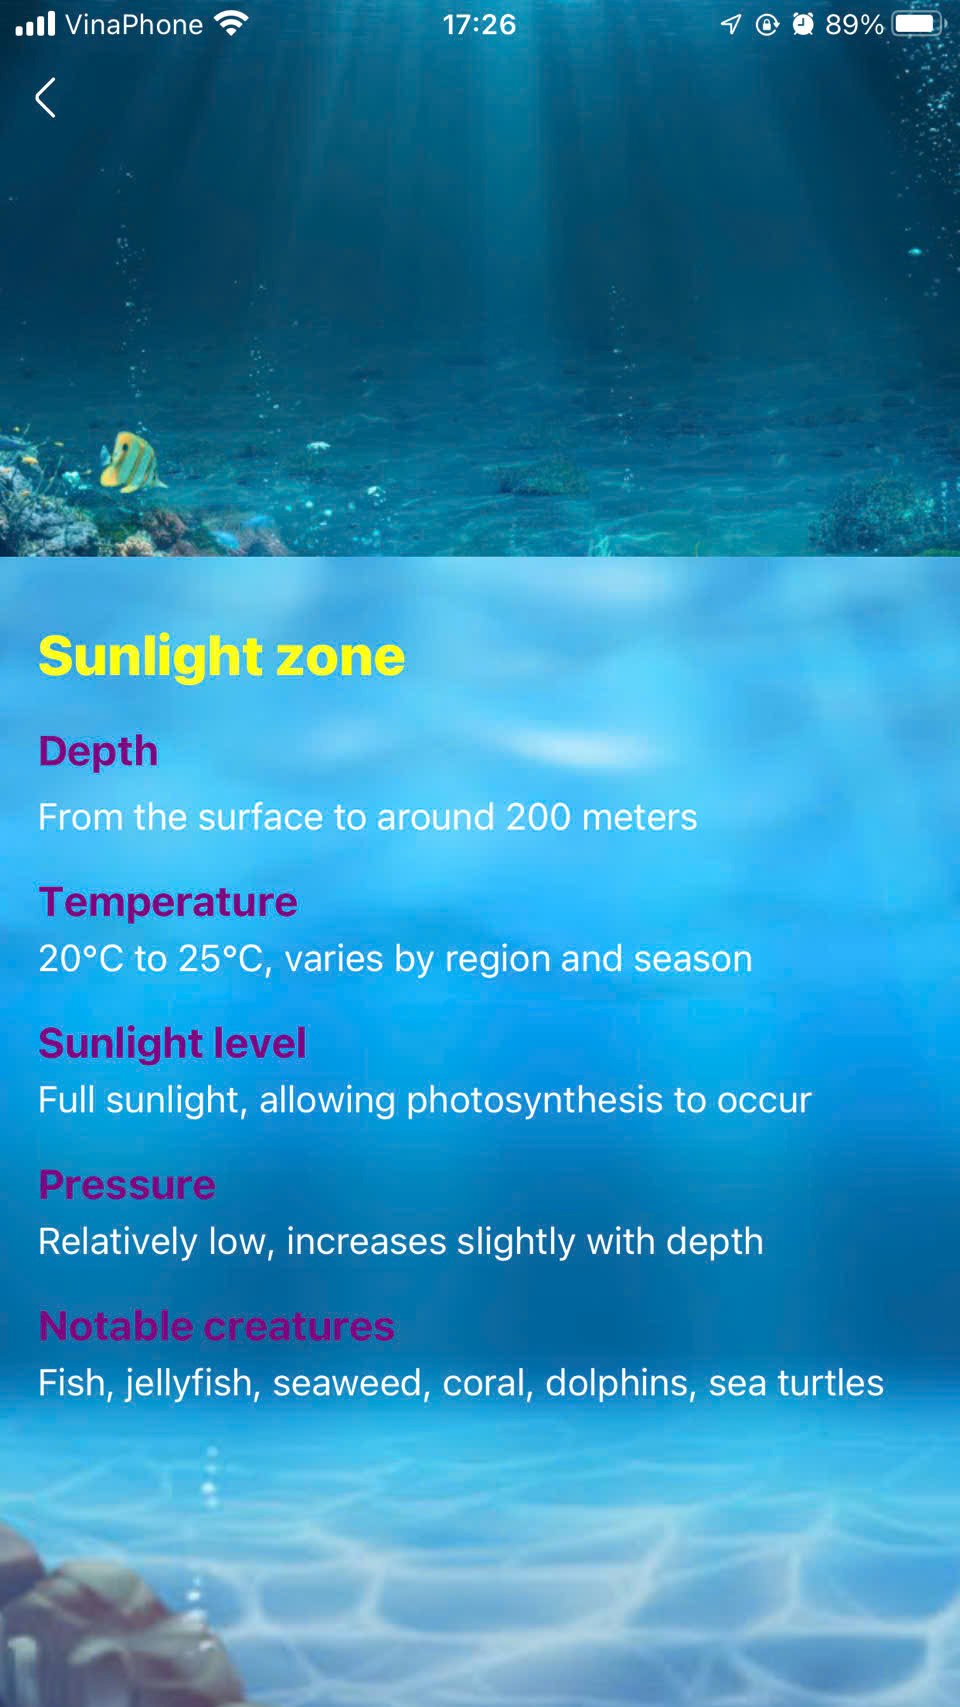 VinaPhone 17:26 89%
Sunlight zone
Depth
From the surface to around 200 meters
Temperature
20°C to 25°C, varies by region and season
Sunlight level
Full sunlight, allowing photosynthesis to occur
Pressure
Relatively low, increases slightly with depth
Notable creatures
Fish, jellyfish, seaweed, coral, dolphins, sea turtles